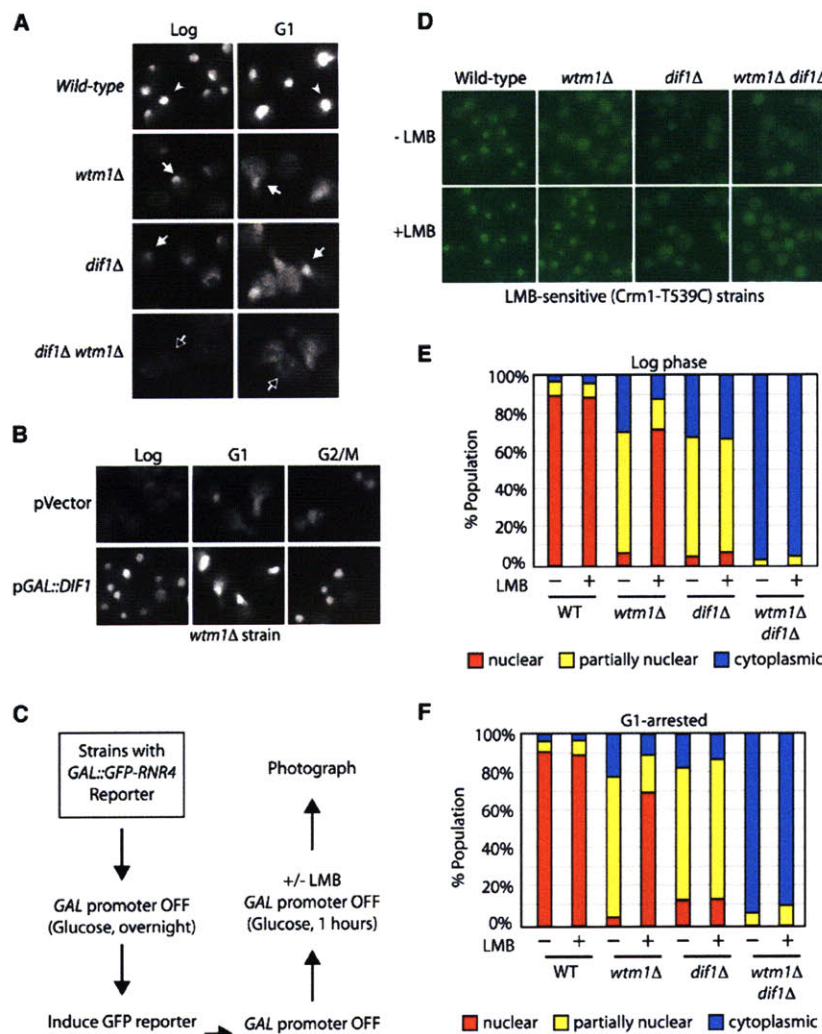 A
Log G1
Wild-type
wtm1Δ
dif1Δ
dif1Δ wtm1Δ
B
Log G1 G2/M
pVector
pGAL::DIF1
wtm1Δ strain
C
Strains with
GAL::GFP-RNR4
Reporter
GAL promoter OFF
(Glucose, overnight)
Induce GFP reporter
GAL promoter OFF
+/- LMB
GAL promoter OFF
(Glucose, 1 hours)
Photograph
D
Wild-type wtm1Δ dif1Δ wtm1Δ dif1Δ
- LMB
+LMB
LMB-sensitive (Crm1-T539C) strains
E
Log phase
% Population
100%
80%
60%
40%
20%
0%
LMB − + − + − + − +
WT wtm1Δ dif1Δ wtm1Δ
dif1Δ
nuclear partially nuclear cytoplasmic
F
G1-arrested
% Population
100%
80%
60%
40%
20%
0%
LMB − + − + − + − +
WT wtm1Δ dif1Δ wtm1Δ
dif1Δ
nuclear partially nuclear cytoplasmic